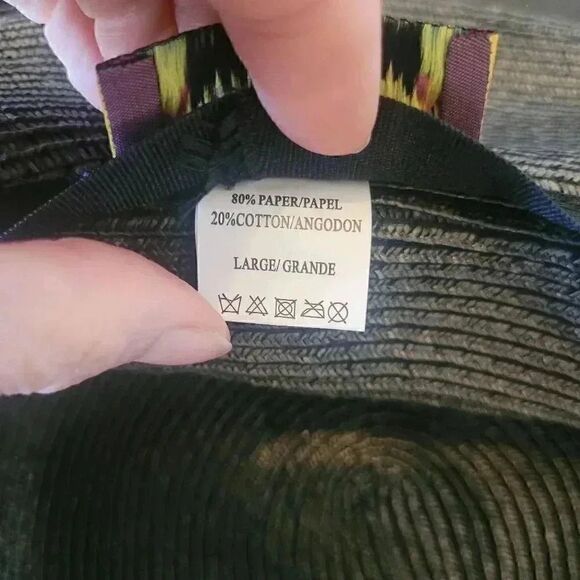 80% PAPER/PAPEL
20%COTTON/ANGODON
LARGE/ GRANDE